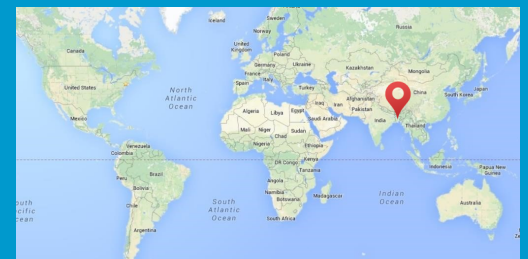 Iceland
Sweden
Norway
Russia
Canada
United Kingdom
Poland
Germany
Ukraine
France
Kazakhstan
Mongolia
Italy
Spain
Turkey
United States
North Atlantic Ocean
China
South Korea
Japan
Iraq
Iran
Afghanistan
Pakistan
Algeria
Libya
Egypt
Saudi Arabia
India
Mexico
Mali
Niger
Chad
Sudan
Thailand
Nigeria
Ethiopia
Venezuela
Colombia
DR Congo
Kenya
Indonesia
Papua New Guinea
Tanzania
Peru
Brazil
Angola
Bolivia
Namibia
Botswana
Madagascar
Indian Ocean
Australia
Chile
South Atlantic Ocean
South Africa
Argentina